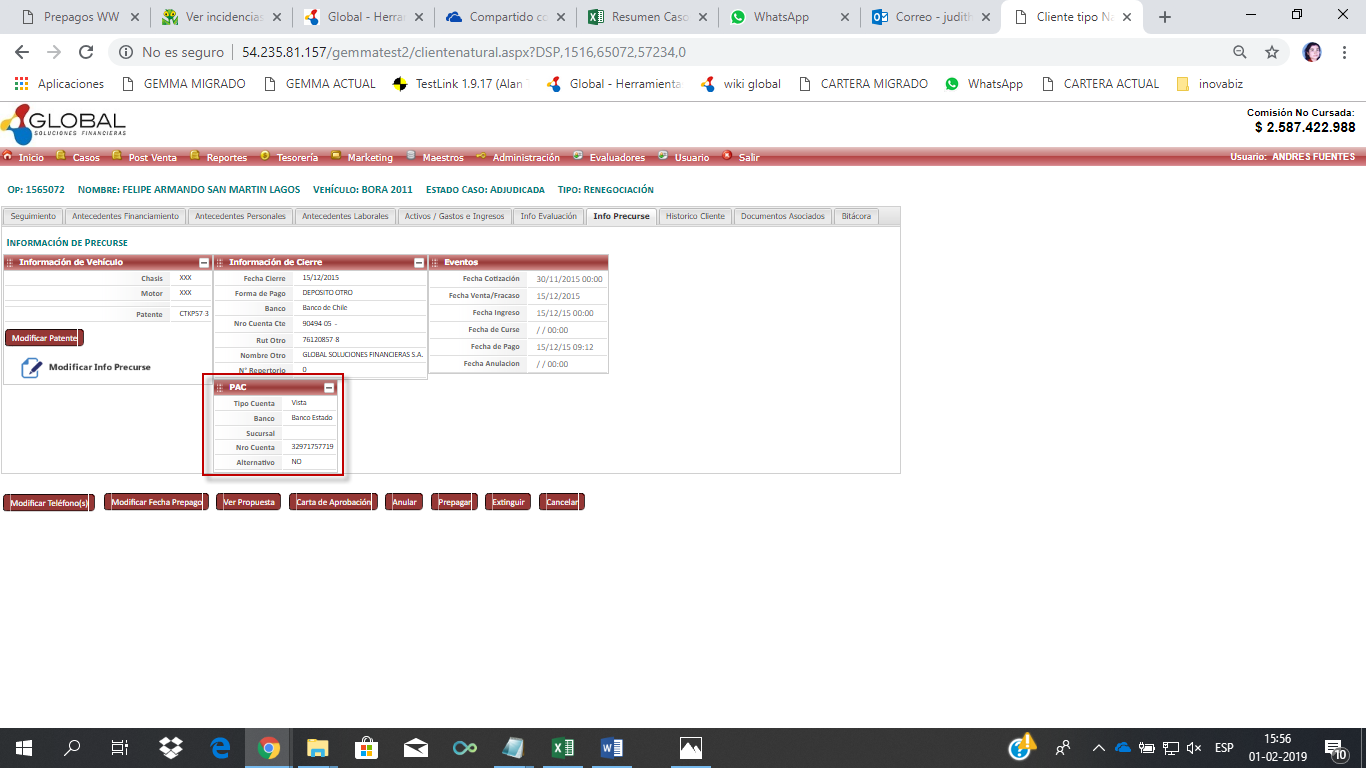 Prepagos WW
Ver incidencias
Global - Herra
Compartido co
Resumen Caso
WhatsApp
Correo - judith
Cliente tipo Na
No es seguro
54.235.81.157/gemmatest2/clientenatural.aspx?DSP,1516,65072,57234,0
Aplicaciones
GEMMA MIGRADO
GEMMA ACTUAL
TestLink 1.9.17 (Alan
Global - Herramienta
wiki global
CARTERA MIGRADO
WhatsApp
CARTERA ACTUAL
inovabiz
GLOBAL
SOLUCIONES FINANCIERAS
Comisión No Cursada:
$ 2.587.422.988
Inicio Casos Post Venta Reportes Tesorería Marketing Maestros Administración Evaluadores Usuario Salir
Usuario: ANDRES FUENTES
Op: 1565072 Nombre: FELIPE ARMANDO SAN MARTIN LAGOS Vehículo: BORA 2011 Estado Caso: Adjudicada Tipo: Renegociación
Seguimiento
Antecedentes Financiamiento
Antecedentes Personales
Antecedentes Laborales
Activos / Gastos e Ingresos
Info Evaluación
Info Precurse
Historico Cliente
Documentos Asociados
Bitácora
Información de Precurse
Información de Vehículo
Chasis XXX
Motor XXX
Patente CTKP57 3
Modificar Patente
Modificar Info Precurse
Información de Cierre
Fecha Cierre 15/12/2015
Forma de Pago DEPOSITO OTRO
Banco Banco de Chile
Nro Cuenta Cte 90494 05 -
Rut Otro 76120857 8
Nombre Otro GLOBAL SOLUCIONES FINANCIERAS S.A.
N° Repertorio 0
Eventos
Fecha Cotización 30/11/2015 00:00
Fecha Venta/Fracaso 15/12/2015
Fecha Ingreso 15/12/15 00:00
Fecha de Curse / / 00:00
Fecha de Pago 15/12/15 09:12
Fecha Anulacion / / 00:00
PAC
Tipo Cuenta Vista
Banco Banco Estado
Sucursal
Nro Cuenta 32971757719
Alternativo NO
Modificar Teléfono(s)
Modificar Fecha Prepago
Ver Propuesta
Carta de Aprobación
Anular
Prepagar
Extinguir
Cancelar
ESP
15:56
01-02-2019
10